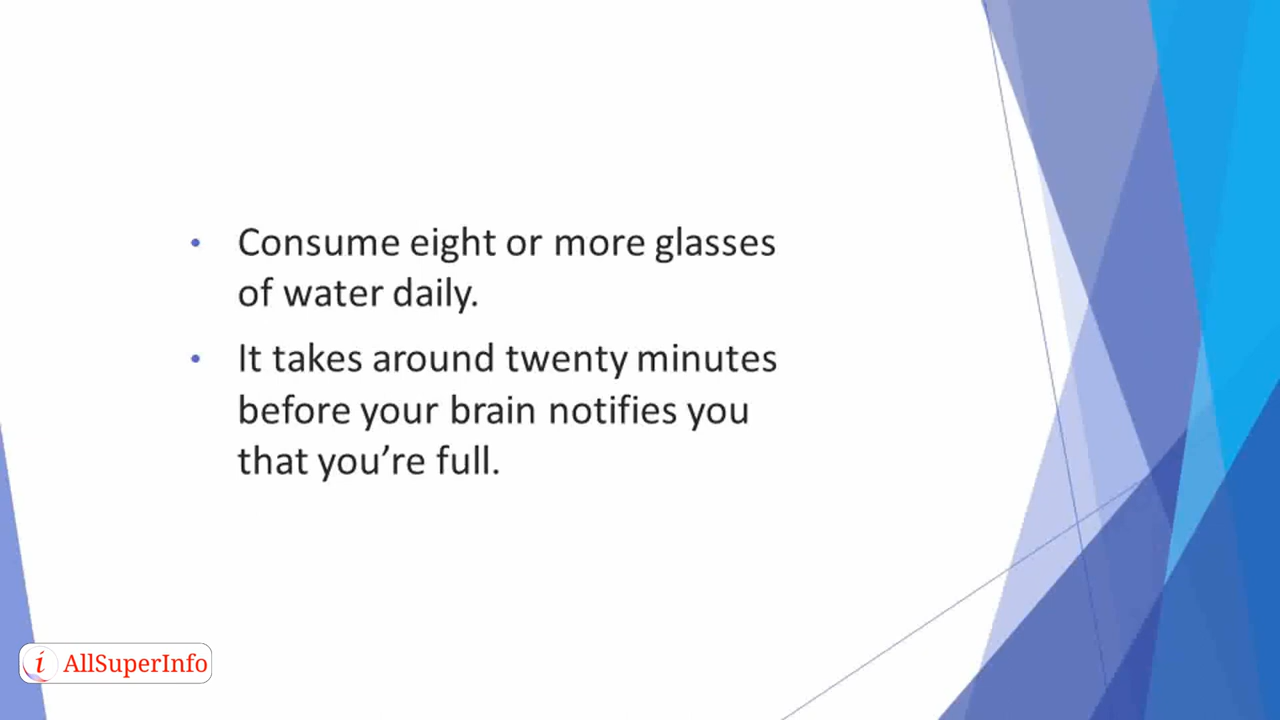 • Consume eight or more glasses
of water daily.
• It takes around twenty minutes
before your brain notifies you
that you’re full.
i AllSuperInfo